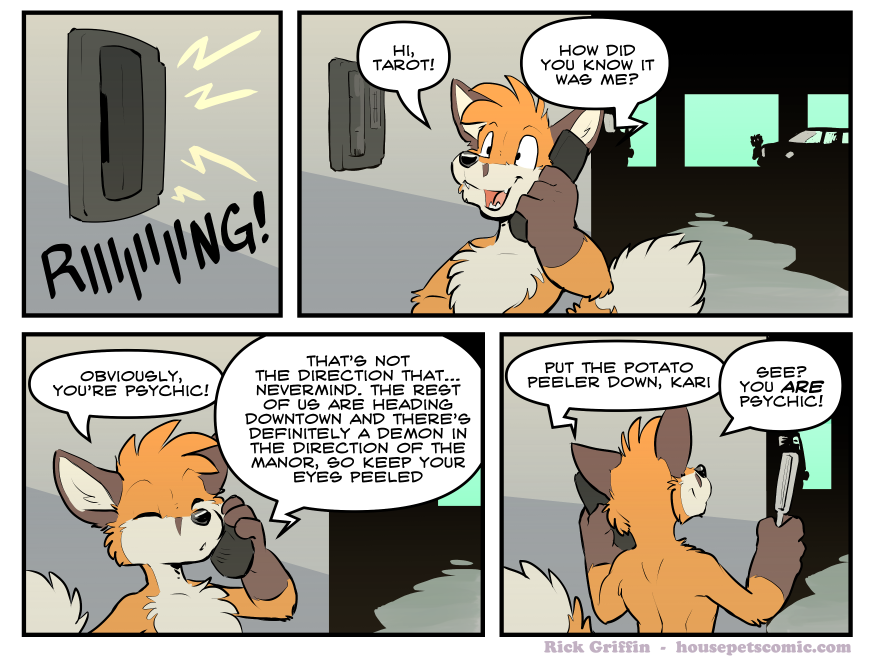 RIIIIIIIING!
HI,
TAROT!
HOW DID
YOU KNOW IT
WAS ME?
OBVIOUSLY,
YOU'RE PSYCHIC!
THAT'S NOT
THE DIRECTION THAT...
NEVERMIND. THE REST
OF US ARE HEADING
DOWNTOWN AND THERE'S
DEFINITELY A DEMON IN
THE DIRECTION OF THE
MANOR, SO KEEP YOUR
EYES PEELED
PUT THE POTATO
PEELER DOWN, KARI
SEE?
YOU ARE
PSYCHIC!
Rick Griffin - housepetscomic.com